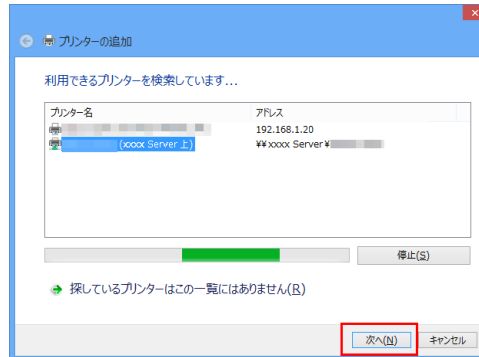 プリンターの追加
利用できるプリンターを検索しています...
プリンター名 アドレス
192.168.1.20
(xxxx Server 上) ¥¥ xxxx Server ¥
停止(S)
探しているプリンターはこの一覧にはありません(R)
次へ(N) キャンセル